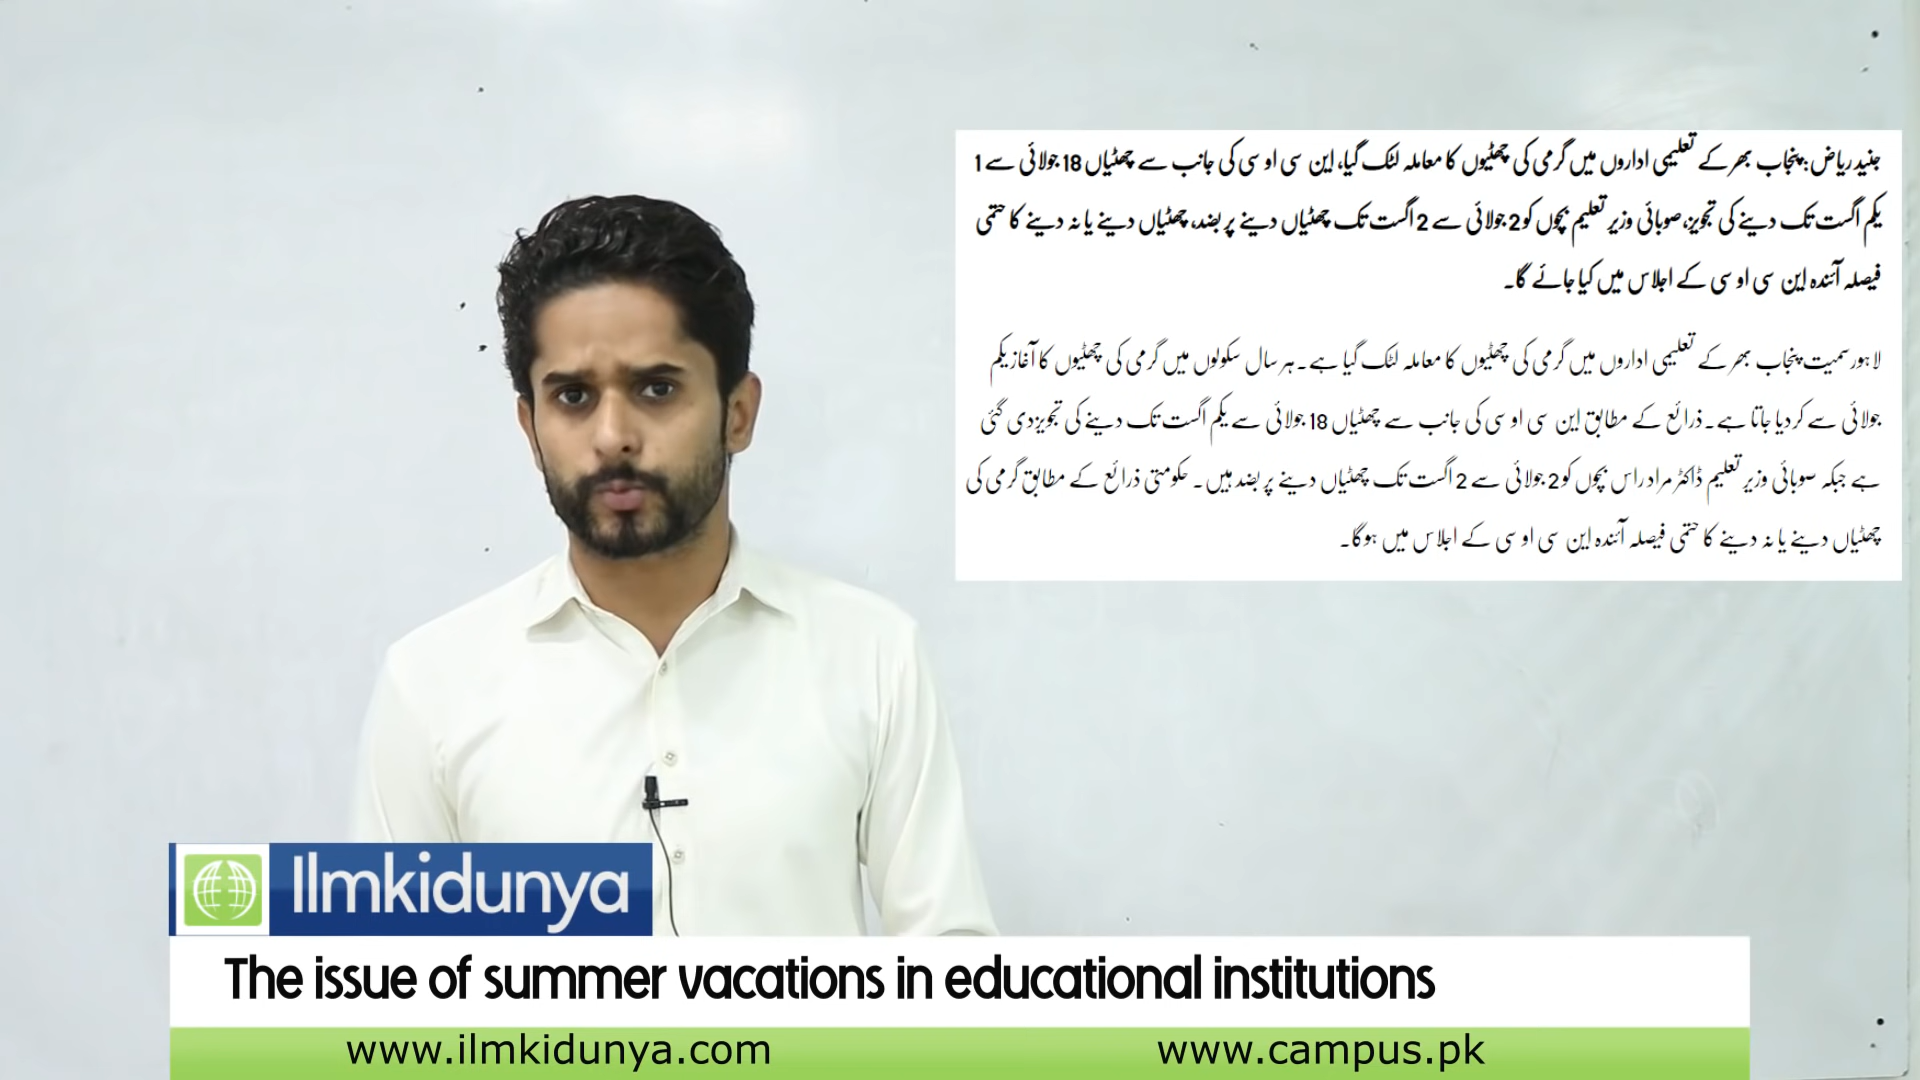 جنید ریاض: پنجاب بھر کے تعلیمی اداروں میں گرمی کی چھٹیوں کا معاملہ لٹک گیا، این سی او سی کی جانب سے چھٹیاں 18 جولائی سے 1
یکم اگست تک دینے کی تجویز، صوبائی وزیر تعلیم بچوں کو 2 جولائی سے 2 اگست تک چھٹیاں دینے پر بضد، چھٹیاں دینے یا نہ دینے کا حتمی
فیصلہ آئندہ این سی او سی کے اجلاس میں کیا جائے گا۔
لاہور سمیت پنجاب بھر کے تعلیمی اداروں میں گرمی کی چھٹیوں کا معاملہ لٹک گیا ہے۔ ہر سال سکولوں میں گرمی کی چھٹیوں کا آغاز یکم
جولائی سے کر دیا جاتا ہے۔ ذرائع کے مطابق این سی او سی کی جانب سے چھٹیاں 18 جولائی سے یکم اگست تک دینے کی تجویز دی گئی
ہے جبکہ صوبائی وزیر تعلیم ڈاکٹر مراد راس بچوں کو 2 جولائی سے 2 اگست تک چھٹیاں دینے پر بضد ہیں۔ حکومتی ذرائع کے مطابق گرمی کی
چھٹیاں دینے یا نہ دینے کا حتمی فیصلہ آئندہ این سی او سی کے اجلاس میں ہوگا۔
Ilmkidunya
The issue of summer vacations in educational institutions
www.ilmkidunya.com www.campus.pk